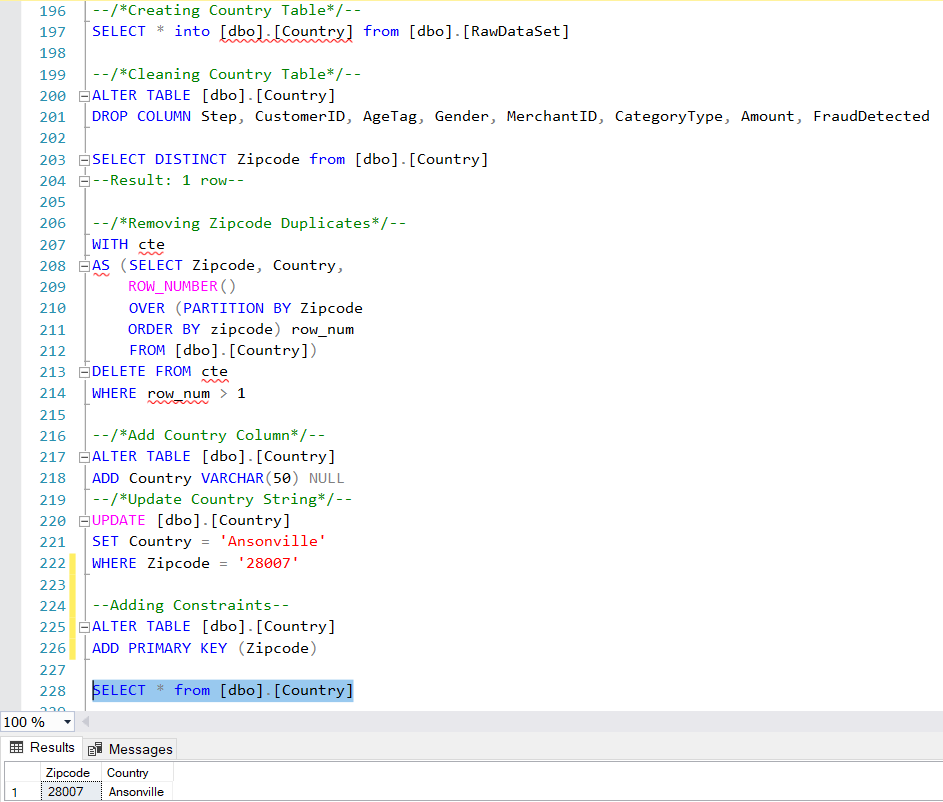 196 --/*Creating Country Table*/--
197 SELECT * into [dbo].[Country] from [dbo].[RawDataSet]
198
199 --/*Cleaning Country Table*/--
200 ALTER TABLE [dbo].[Country]
201 DROP COLUMN Step, CustomerID, AgeTag, Gender, MerchantID, CategoryType, Amount, FraudDetected
202
203 SELECT DISTINCT Zipcode from [dbo].[Country]
204 --Result: 1 row--
205
206 --/*Removing Zipcode Duplicates*/--
207 WITH cte
208 AS (SELECT Zipcode, Country,
209 ROW_NUMBER()
210 OVER (PARTITION BY Zipcode
211 ORDER BY zipcode) row_num
212 FROM [dbo].[Country])
213 DELETE FROM cte
214 WHERE row_num > 1
215
216 --/*Add Country Column*/--
217 ALTER TABLE [dbo].[Country]
218 ADD Country VARCHAR(50) NULL
219 --/*Update Country String*/--
220 UPDATE [dbo].[Country]
221 SET Country = 'Ansonville'
222 WHERE Zipcode = '28007'
223
224 --Adding Constraints--
225 ALTER TABLE [dbo].[Country]
226 ADD PRIMARY KEY (Zipcode)
227
228 SELECT * from [dbo].[Country]
229
100 %
Results Messages
Zipcode Country
1 28007 Ansonville